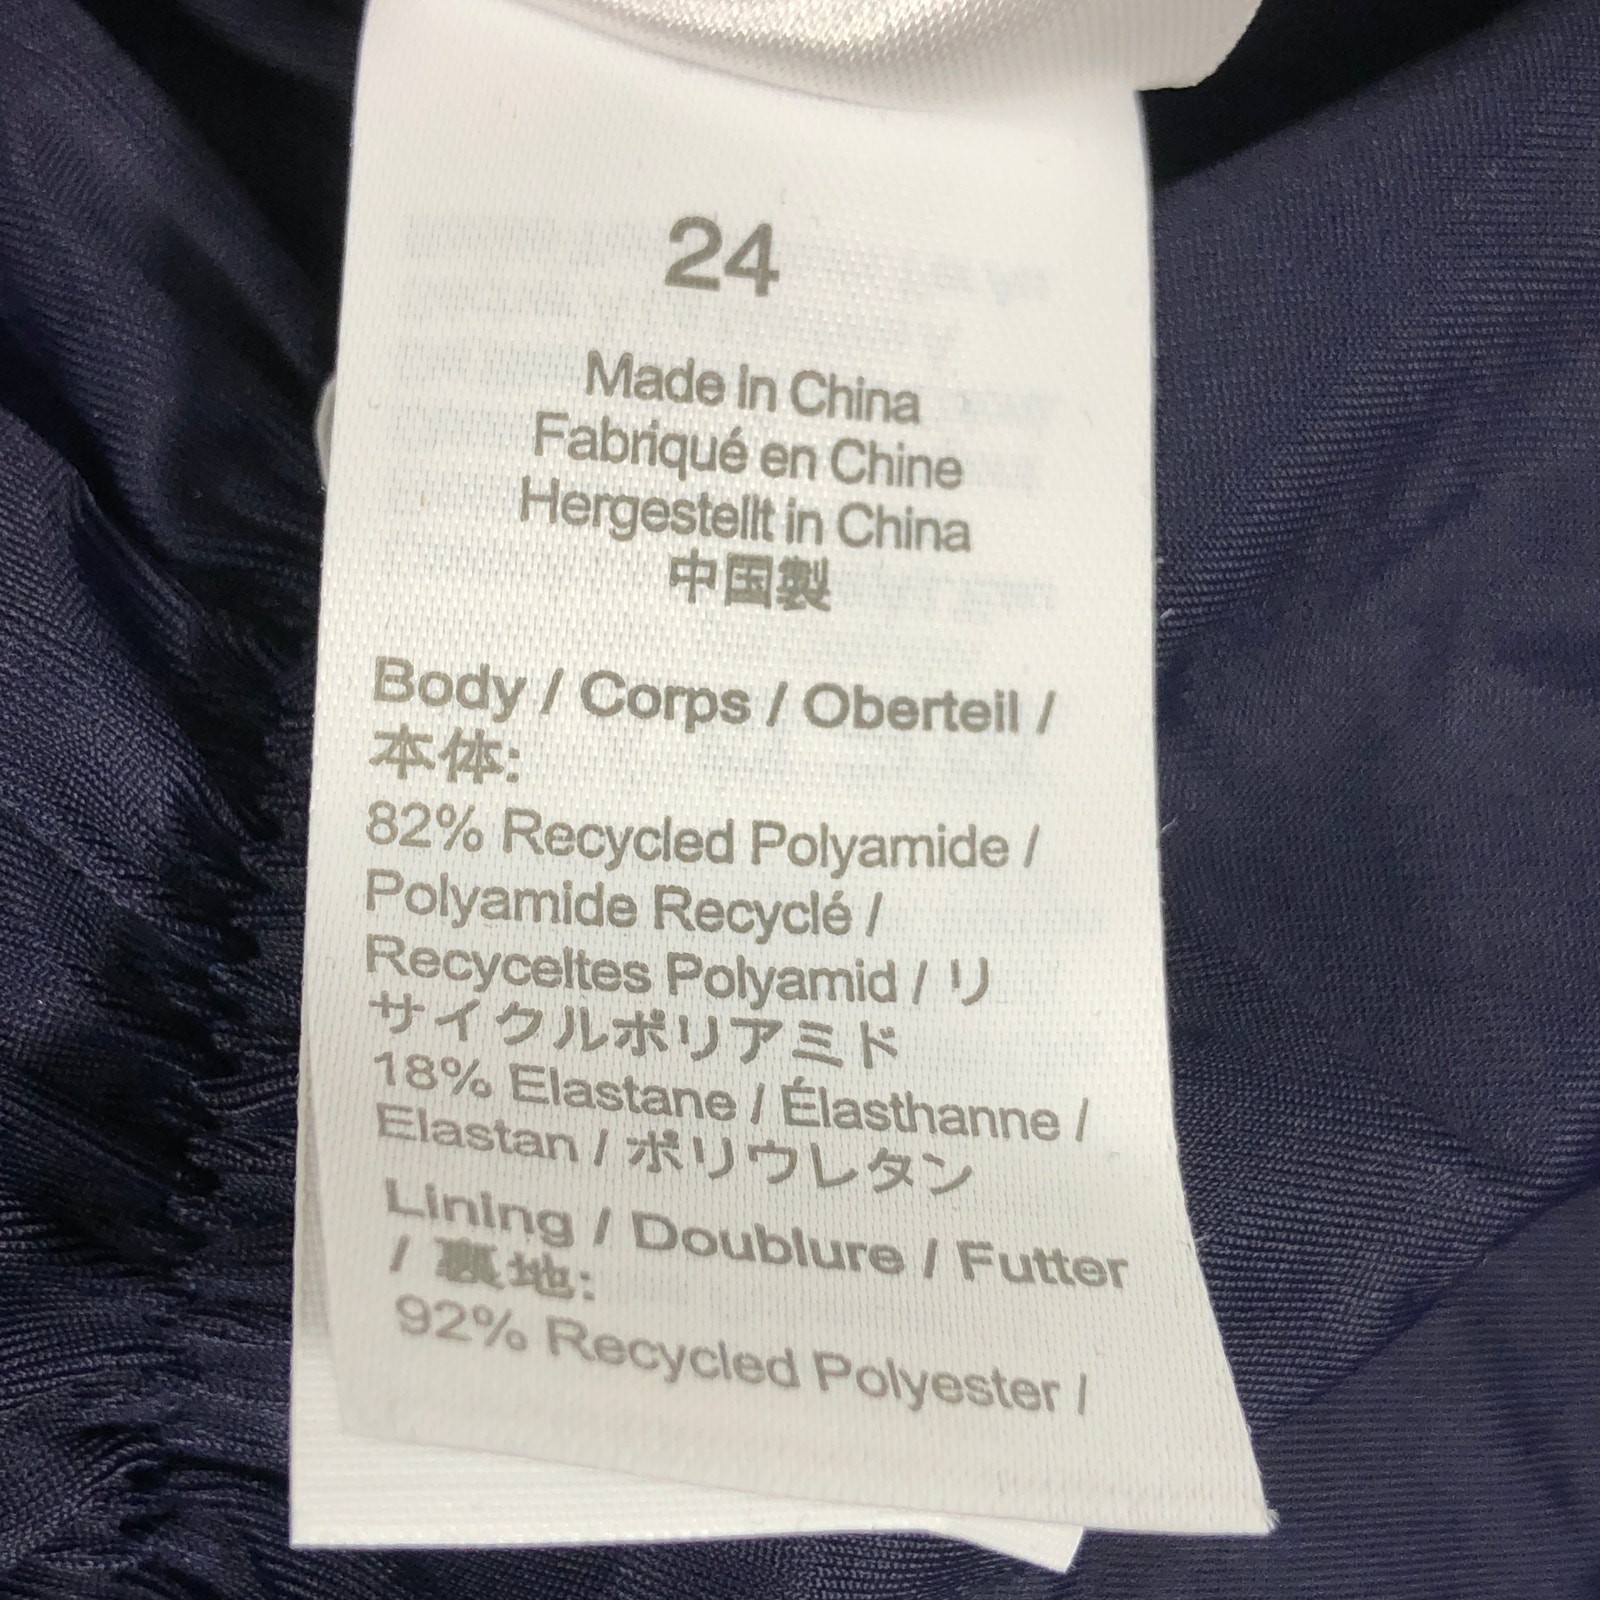 24
Made in China
Fabriqué en Chine
Hergestellt in China
中国製
Body / Corps / Oberteil /
本体:
82% Recycled Polyamide /
Polyamide Recyclé /
Recyceltes Polyamid / リ
サイクルポリアミド
18% Elastane / Élasthanne /
Elastan / ポリウレタン
Lining / Doublure / Futter
/ 裏地:
92% Recycled Polyester /